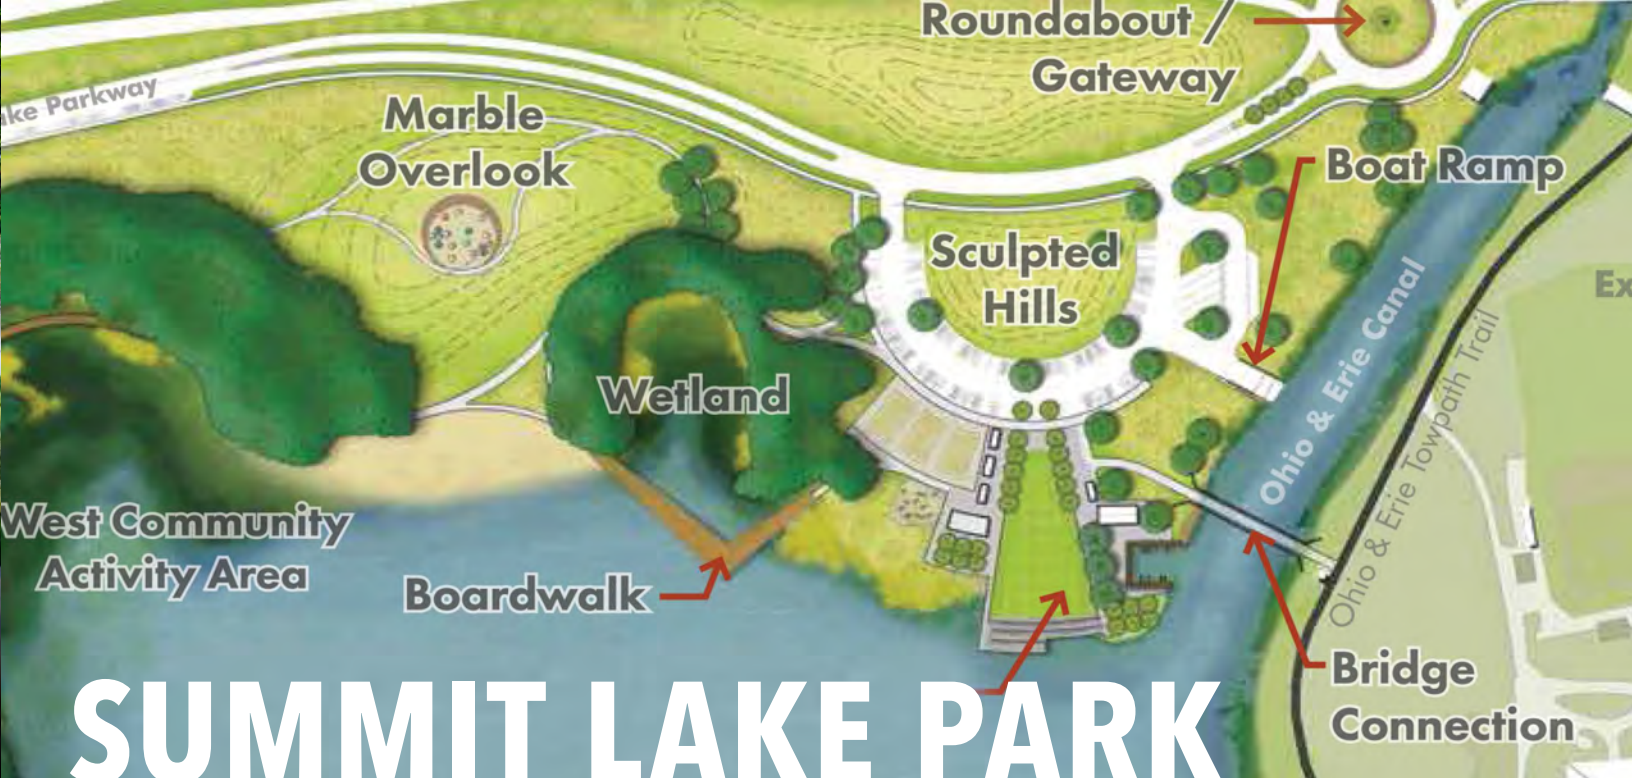 Roundabout /
Gateway
ake Parkway
Marble
Overlook
Boat Ramp
Sculpted
Hills
Ex
Ohio & Erie Canal
Ohio & Erie Towpath Trail
Wetland
West Community
Activity Area
Boardwalk
Bridge
Connection
SUMMIT LAKE PARK